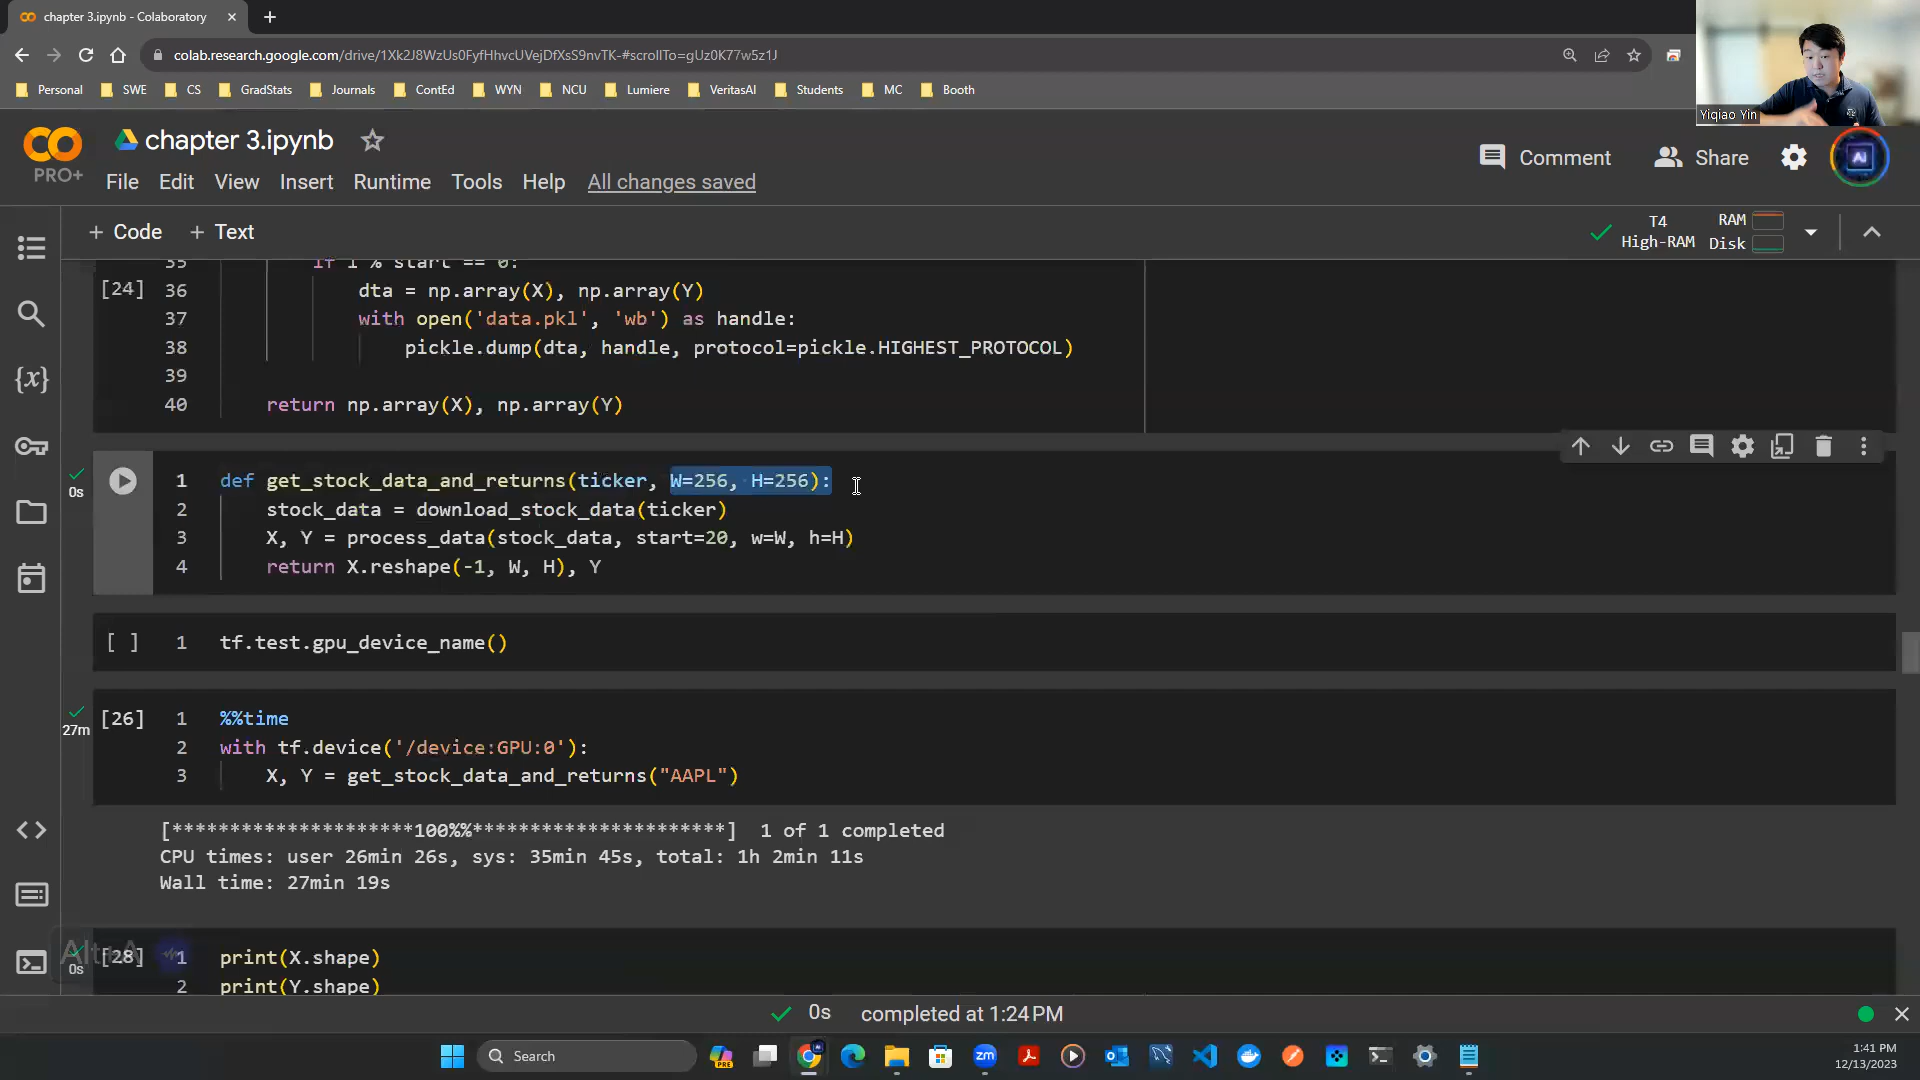 chapter 3.ipynb - Colaboratory
colab.research.google.com/drive/1Xk2J8WzUs0FyfHhvcUVejDfXsS9nvTK-#scrollTo=gUz0K77w5z1J
Personal SWE CS GradStats Journals ContEd WYN NCU Lumiere VeritasAI Students MC Booth
Yiqiao Yin
PRO+
chapter 3.ipynb
File Edit View Insert Runtime Tools Help All changes saved
Comment Share
AI
+ Code + Text
T4
High-RAM
RAM
Disk
35 if i % start == 0:
[24] 36 dta = np.array(X), np.array(Y)
37 with open('data.pkl', 'wb') as handle:
38 pickle.dump(dta, handle, protocol=pickle.HIGHEST_PROTOCOL)
39
40 return np.array(X), np.array(Y)
0s
1 def get_stock_data_and_returns(ticker, W=256, H=256):
2 stock_data = download_stock_data(ticker)
3 X, Y = process_data(stock_data, start=20, w=W, h=H)
4 return X.reshape(-1, W, H), Y
[ ] 1 tf.test.gpu_device_name()
27m
[26] 1 %%time
2 with tf.device('/device:GPU:0'):
3 X, Y = get_stock_data_and_returns("AAPL")
[*********************100%%**********************] 1 of 1 completed
CPU times: user 26min 26s, sys: 35min 45s, total: 1h 2min 11s
Wall time: 27min 19s
Alt+A
0s
[28] 1 print(X.shape)
2 print(Y.shape)
0s completed at 1:24 PM
Search
PRE
zm
1:41 PM
12/13/2023